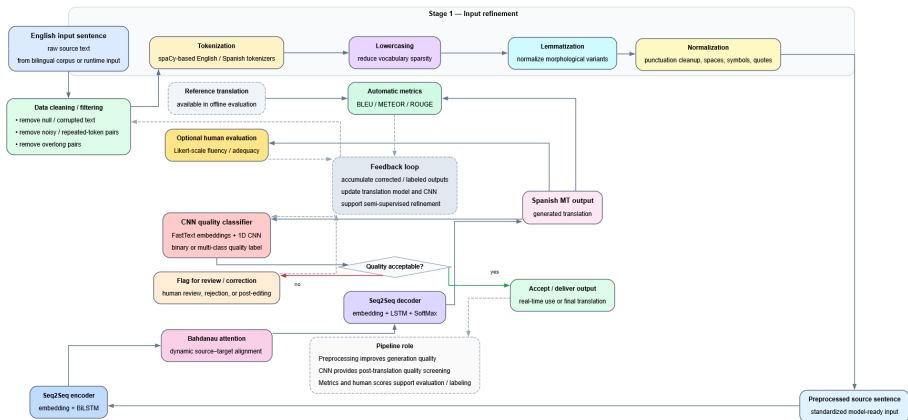 Stage 1 — Input refinement
English input sentence
raw source text
from bilingual corpus or runtime input
Tokenization
spaCy-based English / Spanish tokenizers
Lowercasing
reduce vocabulary sparsity
Lemmatization
normalize morphological variants
Normalization
punctuation cleanup, spaces, symbols, quotes
Data cleaning / filtering
• remove null / corrupted text
• remove noisy / repeated-token pairs
• remove overlong pairs
Reference translation
available in offline evaluation
Automatic metrics
BLEU / METEOR / ROUGE
Optional human evaluation
Likert-scale fluency / adequacy
Feedback loop
accumulate corrected / labeled outputs
update translation model and CNN
support semi-supervised refinement
Spanish MT output
generated translation
CNN quality classifier
FastText embeddings + 1D CNN
binary or multi-class quality label
Quality acceptable?
yes
no
Flag for review / correction
human review, rejection, or post-editing
Accept / deliver output
real-time use or final translation
Seq2Seq decoder
embedding + LSTM + SoftMax
Bahdanau attention
dynamic source–target alignment
Pipeline role
Preprocessing improves generation quality
CNN provides post-translation quality screening
Metrics and human scores support evaluation / labeling
Seq2Seq encoder
embedding + BiLSTM
Preprocessed source sentence
standardized model-ready input